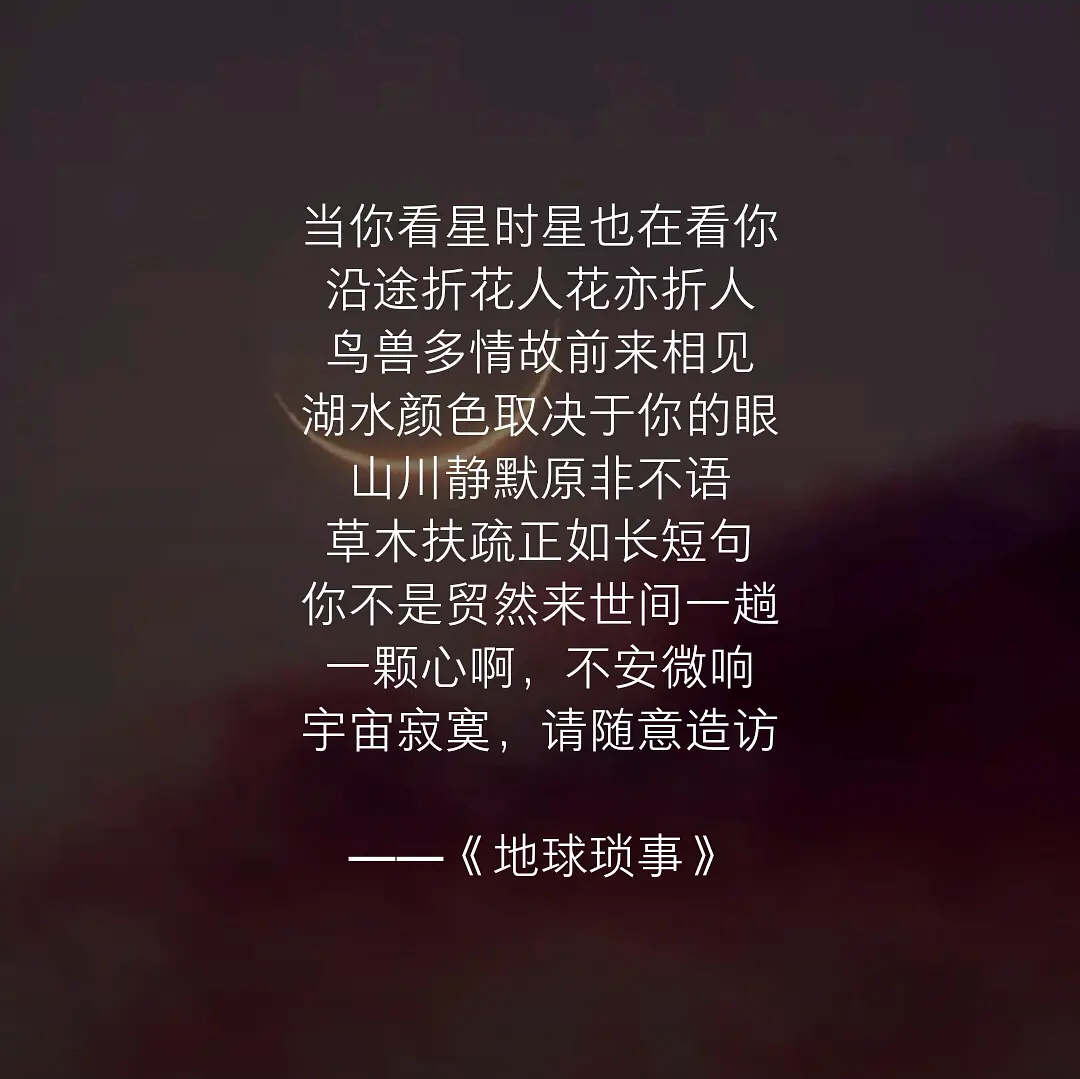 当你看星时星也在看你
沿途折花人花亦折人
鸟兽多情故前来相见
湖水颜色取决于你的眼
山川静默原非不语
草木扶疏正如长短句
你不是贸然来世间一趟
一颗心啊，不安微响
宇宙寂寞，请随意造访
——《地球琐事》